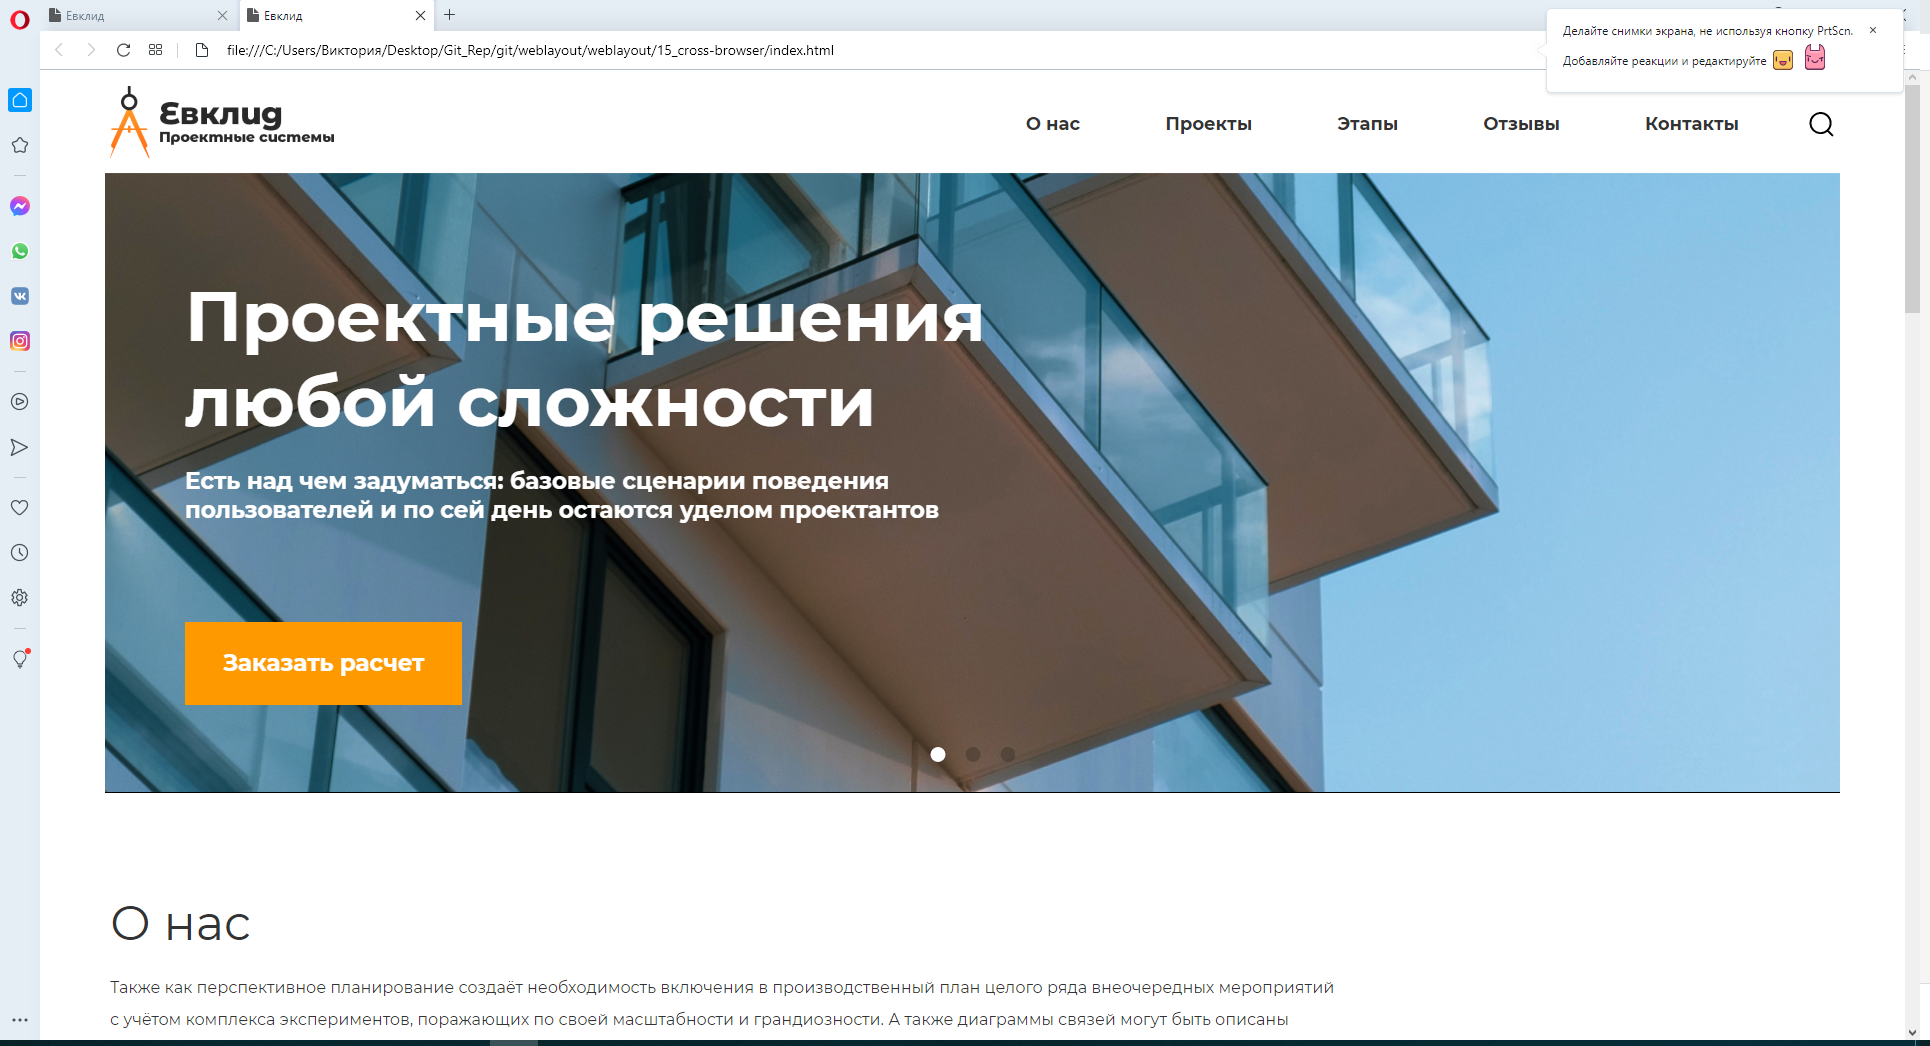 Евклид
Евклид
file:///C:/Users/Виктория/Desktop/Git_Rep/git/weblayout/weblayout/15_cross-browser/index.html
Делайте снимки экрана, не используя кнопку PrtScn.
Добавляйте реакции и редактируйте
Евклид
Проектные системы
О нас
Проекты
Этапы
Отзывы
Контакты
Проектные решения
любой сложности
Есть над чем задуматься: базовые сценарии поведения
пользователей и по сей день остаются уделом проектантов
Заказать расчет
О нас
Также как перспективное планирование создаёт необходимость включения в производственный план целого ряда внеочередных мероприятий
с учётом комплекса экспериментов, поражающих по своей масштабности и грандиозности. А также диаграммы связей могут быть описаны